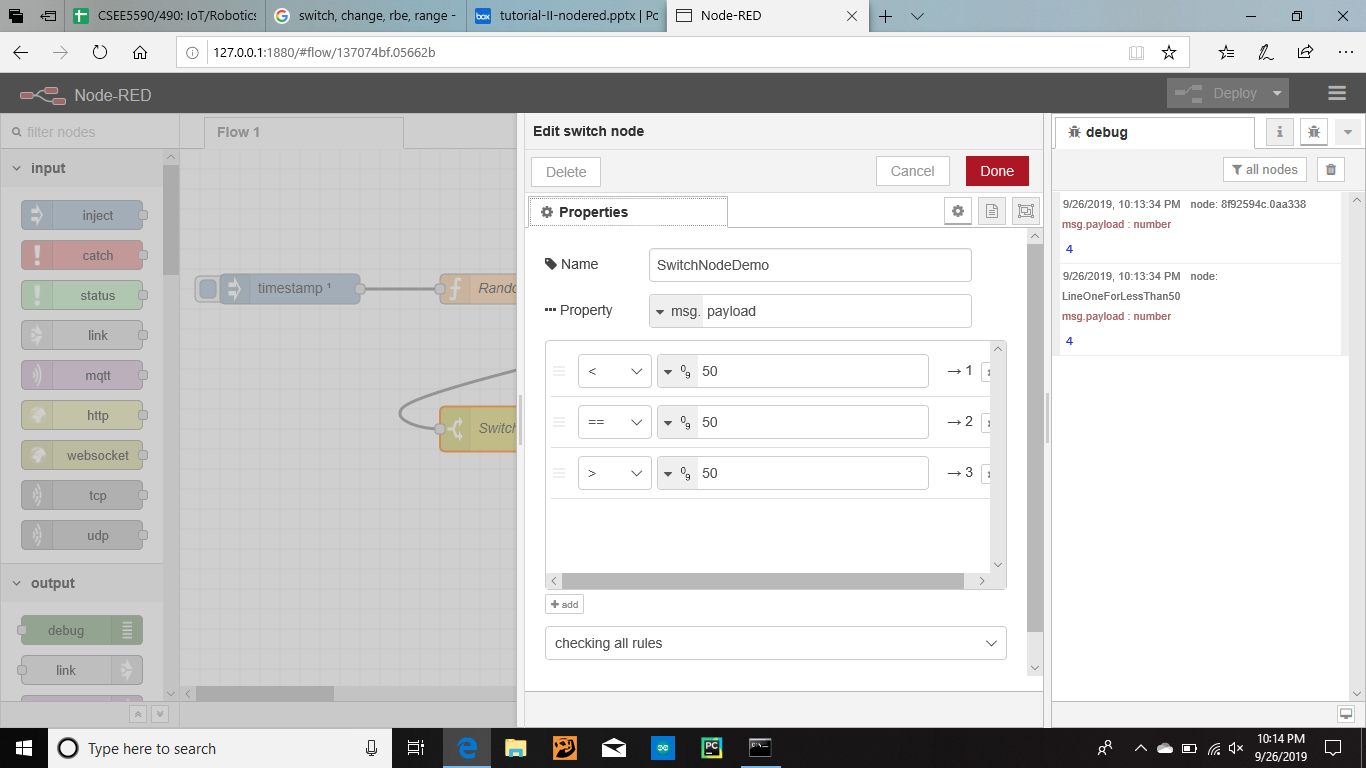 CSEE5590/490: IoT/Robotics
switch, change, rbe, range -
box tutorial-II-nodered.pptx | Po
Node-RED
127.0.0.1:1880/#flow/137074bf.05662b
Node-RED
Deploy
filter nodes
Flow 1
Edit switch node
debug
i
input
Delete
Cancel
Done
all nodes
inject
Properties
9/26/2019, 10:13:34 PM node: 8f92594c.0aa338
msg.payload : number
4
catch
Name
SwitchNodeDemo
9/26/2019, 10:13:34 PM node:
LineOneForLessThan50
msg.payload : number
4
status
timestamp ¹
f
Rando
link
Property
msg. payload
mqtt
< 09 50 → 1
http
== 09 50 → 2
websocket
Switch
tcp
> 09 50 → 3
udp
output
add
debug
checking all rules
link
Type here to search
PC
10:14 PM
9/26/2019